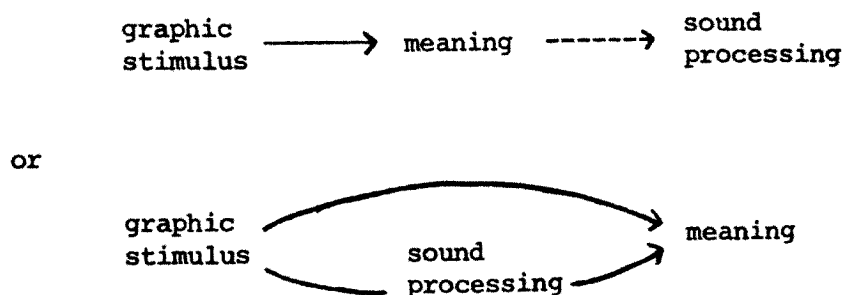 graphic stimulus meaning sound processing
or
graphic stimulus meaning
sound processing